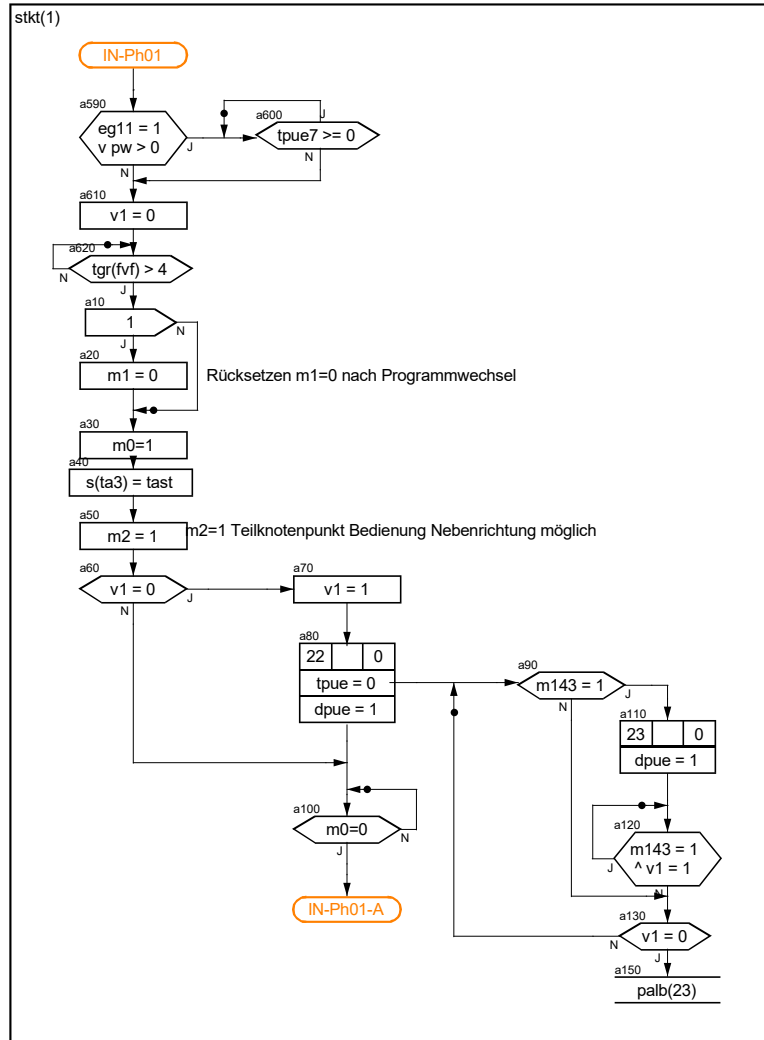 stkt(1)
IN-Ph01
a590
eg11 = 1
v pw > 0
J
N
a600
J
tpue7 >= 0
N
a610
v1 = 0
a620
tgr(fvf) > 4
N
J
a10
1
N
J
a20
m1 = 0
Rücksetzen m1=0 nach Programmwechsel
a30
m0=1
a40
s(ta3) = tast
a50
m2 = 1
m2=1 Teilknotenpunkt Bedienung Nebenrichtung möglich
a60
v1 = 0
J
N
a70
v1 = 1
a80
22 0
tpue = 0
dpue = 1
a90
m143 = 1
J
N
a110
23 0
dpue = 1
a100
m0=0
N
J
a120
m143 = 1
^ v1 = 1
J
N
IN-Ph01-A
a130
v1 = 0
N
J
a150
palb(23)